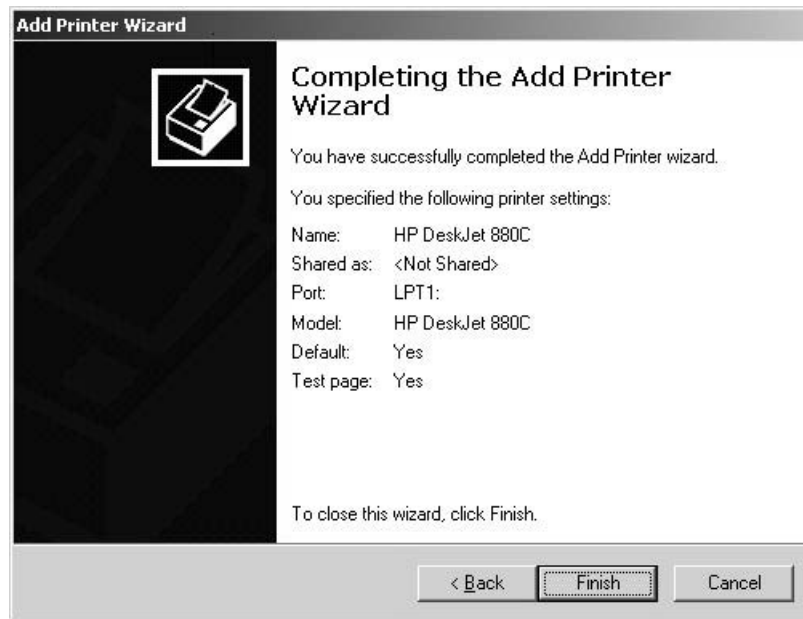 Add Printer Wizard
Completing the Add Printer
Wizard
You have successfully completed the Add Printer wizard.
You specified the following printer settings:
Name: HP DeskJet 880C
Shared as: <Not Shared>
Port: LPT1:
Model: HP DeskJet 880C
Default: Yes
Test page: Yes
To close this wizard, click Finish.
< Back Finish Cancel